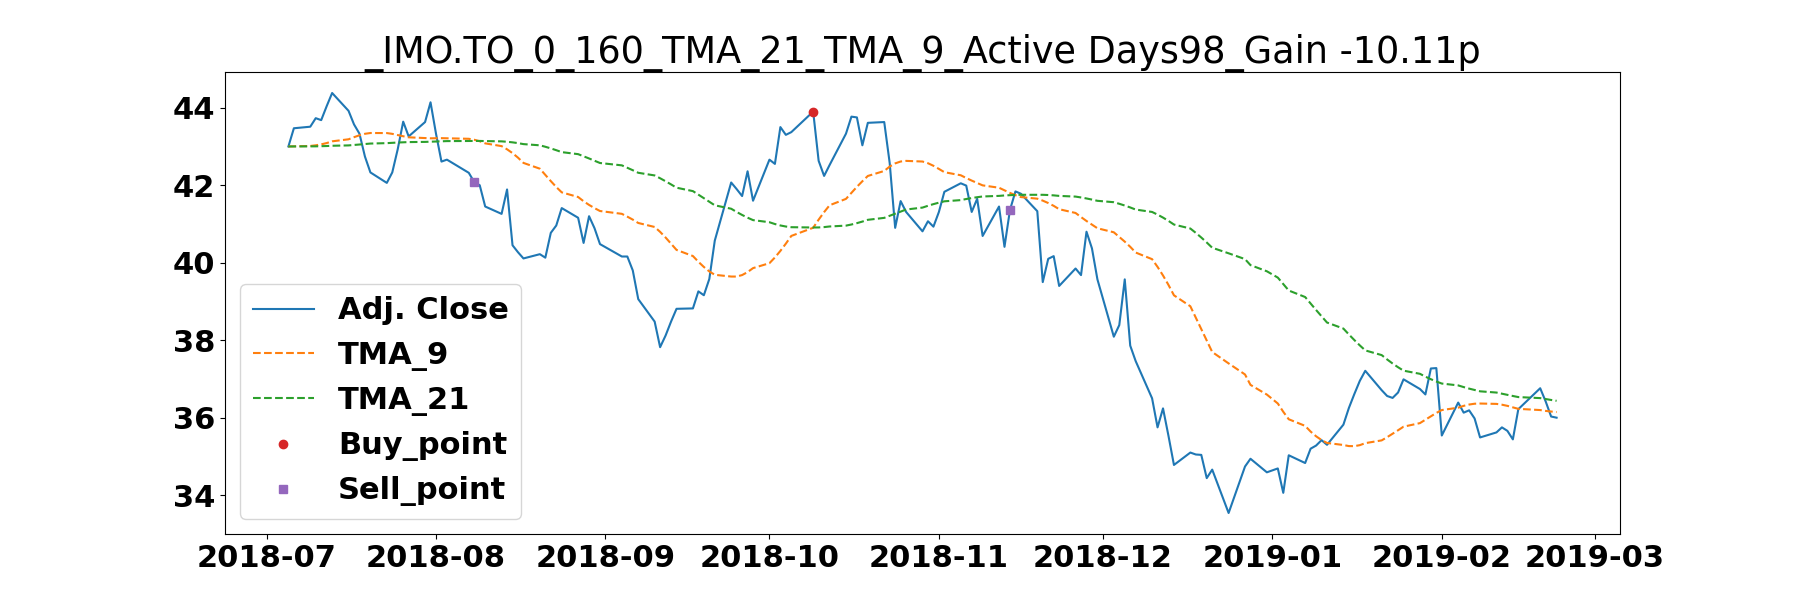 _IMO.TO_0_160_TMA_21_TMA_9_Active Days98_Gain -10.11p
44
42
40
38
36
34
Adj. Close
TMA_9
TMA_21
Buy_point
Sell_point
2018-07 2018-08 2018-09 2018-10 2018-11 2018-12 2019-01 2019-02 2019-03